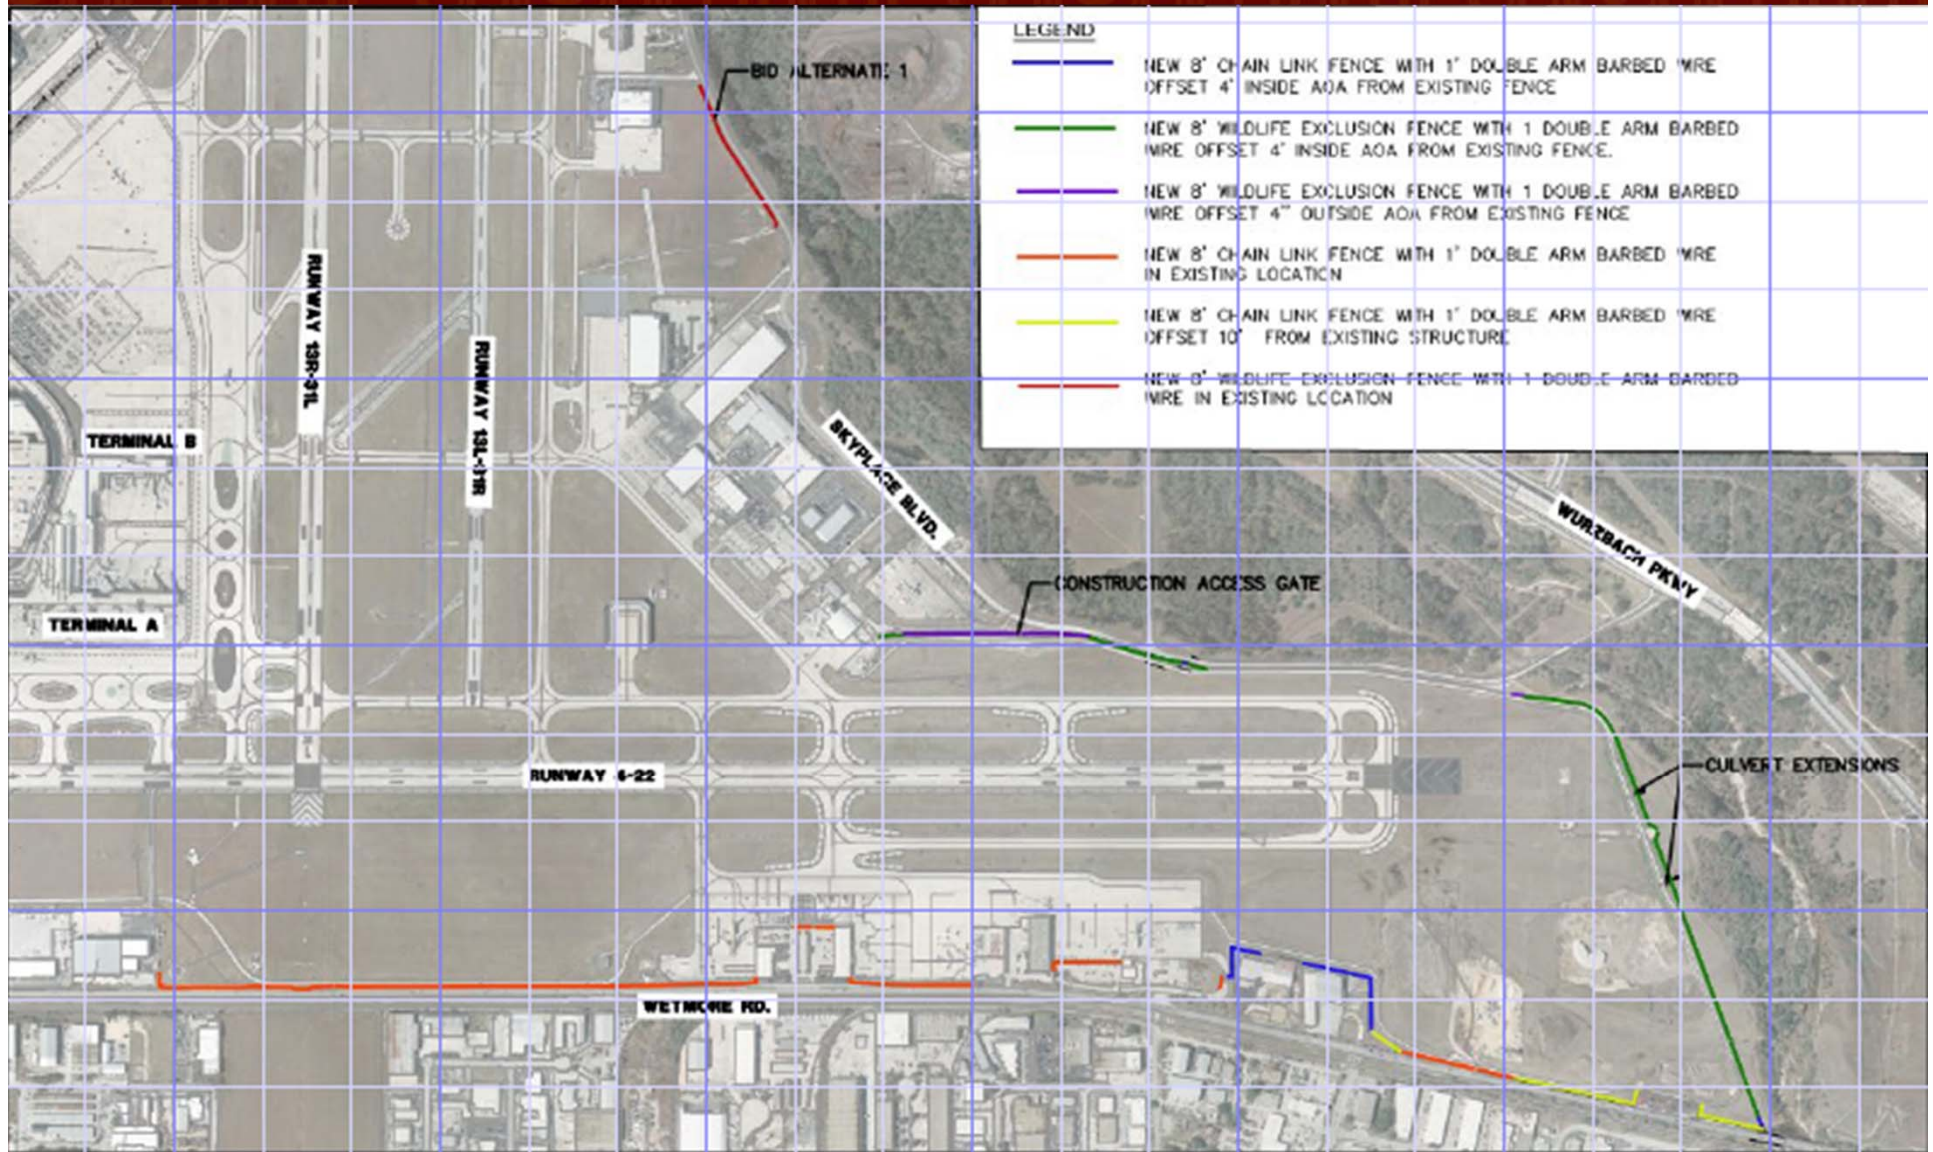 LEGEND
NEW 8' CHAIN LINK FENCE WITH 1' DOUBLE ARM BARBED WIRE
OFFSET 4' INSIDE AOA FROM EXISTING FENCE
NEW 8' WILDLIFE EXCLUSION FENCE WITH 1 DOUBLE ARM BARBED
WIRE OFFSET 4' INSIDE AOA FROM EXISTING FENCE.
NEW 8' WILDLIFE EXCLUSION FENCE WITH 1 DOUBLE ARM BARBED
WIRE OFFSET 4" OUTSIDE AOA FROM EXISTING FENCE
NEW 8' CHAIN LINK FENCE WITH 1' DOUBLE ARM BARBED WIRE
IN EXISTING LOCATION
NEW 8' CHAIN LINK FENCE WITH 1' DOUBLE ARM BARBED WIRE
OFFSET 10' FROM EXISTING STRUCTURE
NEW 8' WILDLIFE EXCLUSION FENCE WITH 1 DOUBLE ARM BARBED
WIRE IN EXISTING LOCATION
BID ALTERNATE 1
RUNWAY 13R-31L
RUNWAY 13L-31R
TERMINAL B
SKYPLACE BLVD.
WURZBACH PKWY
CONSTRUCTION ACCESS GATE
TERMINAL A
RUNWAY 4-22
CULVERT EXTENSIONS
WETMORE RD.